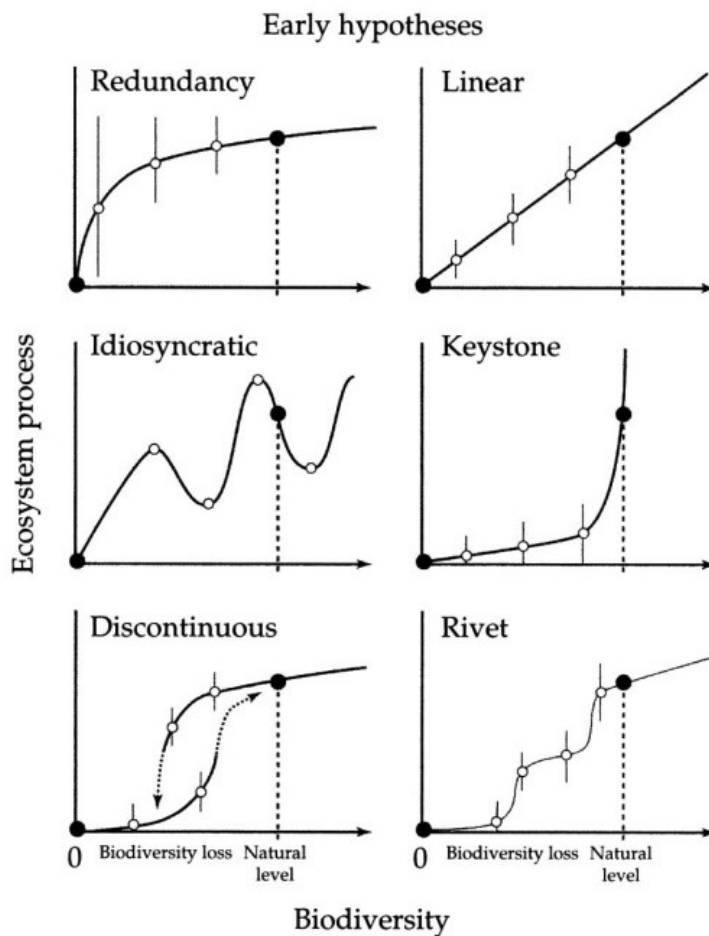 Early hypotheses
Redundancy
Linear
Idiosyncratic
Keystone
Ecosystem process
Discontinuous
Rivet
0
Biodiversity loss
Natural
level
0
Biodiversity loss
Natural
level
Biodiversity